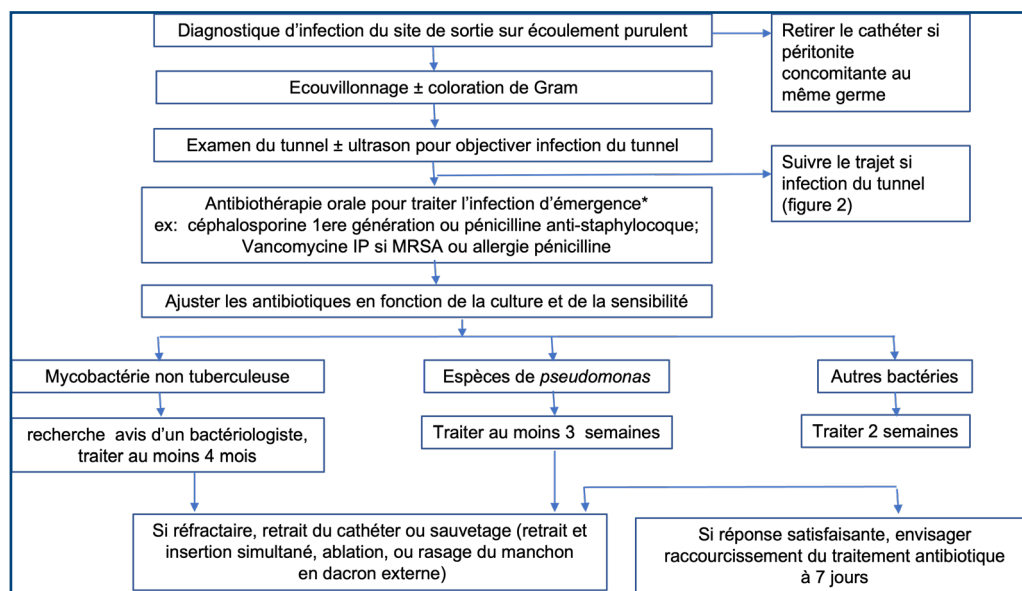 Diagnostique d’infection du site de sortie sur écoulement purulent
Retirer le cathéter si
péritonite
concomitante au
même germe
Ecouvillonnage ± coloration de Gram
Examen du tunnel ± ultrason pour objectiver infection du tunnel
Suivre le trajet si
infection du tunnel
(figure 2)
Antibiothérapie orale pour traiter l’infection d’émergence*
ex: céphalosporine 1ere génération ou pénicilline anti-staphylocoque;
Vancomycine IP si MRSA ou allergie pénicilline
Ajuster les antibiotiques en fonction de la culture et de la sensibilité
Mycobactérie non tuberculeuse
Espèces de pseudomonas
Autres bactéries
recherche avis d’un bactériologiste,
traiter au moins 4 mois
Traiter au moins 3 semaines
Traiter 2 semaines
Si réfractaire, retrait du cathéter ou sauvetage (retrait et
insertion simultané, ablation, ou rasage du manchon
en dacron externe)
Si réponse satisfaisante, envisager
raccourcissement du traitement antibiotique
à 7 jours